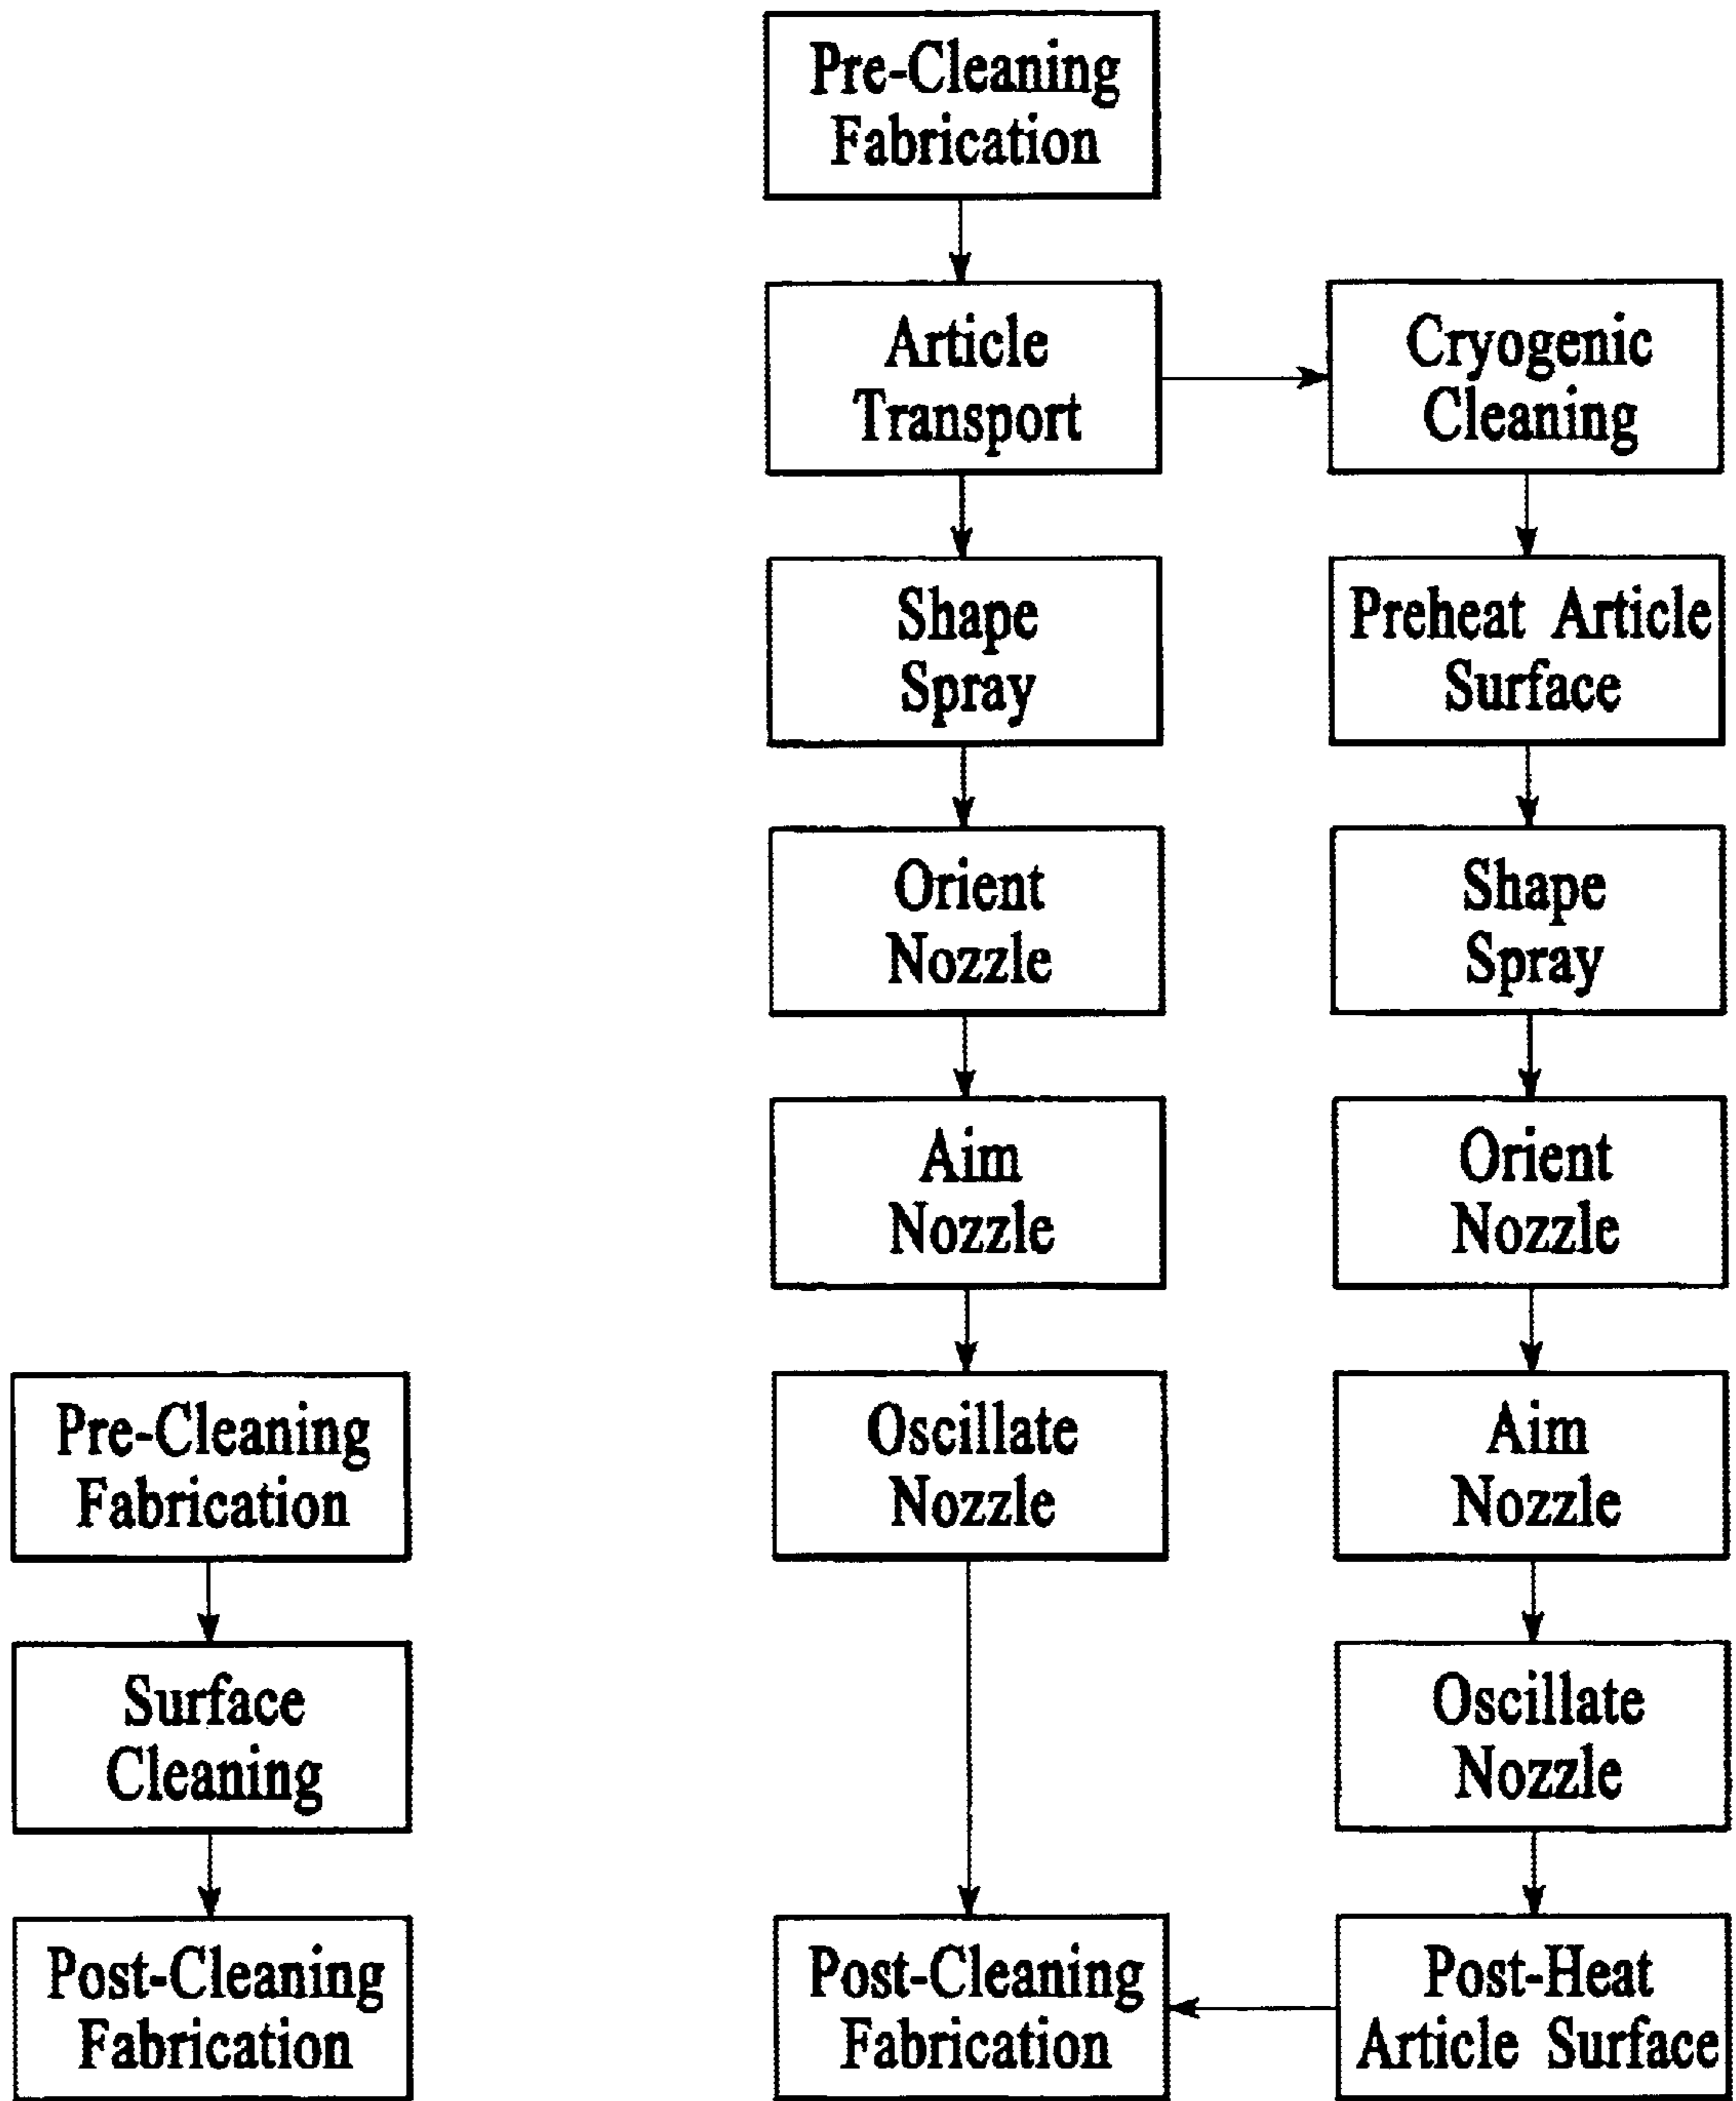 Pre-Cleaning
Fabrication
Surface
Cleaning
Post-Cleaning
Fabrication
Pre-Cleaning
Fabrication
Article
Transport
Shape
Spray
Orient
Nozzle
Aim
Nozzle
Oscillate
Nozzle
Post-Cleaning
Fabrication
Cryogenic
Cleaning
Preheat Article
Surface
Shape
Spray
Orient
Nozzle
Aim
Nozzle
Oscillate
Nozzle
Post-Heat
Article Surface